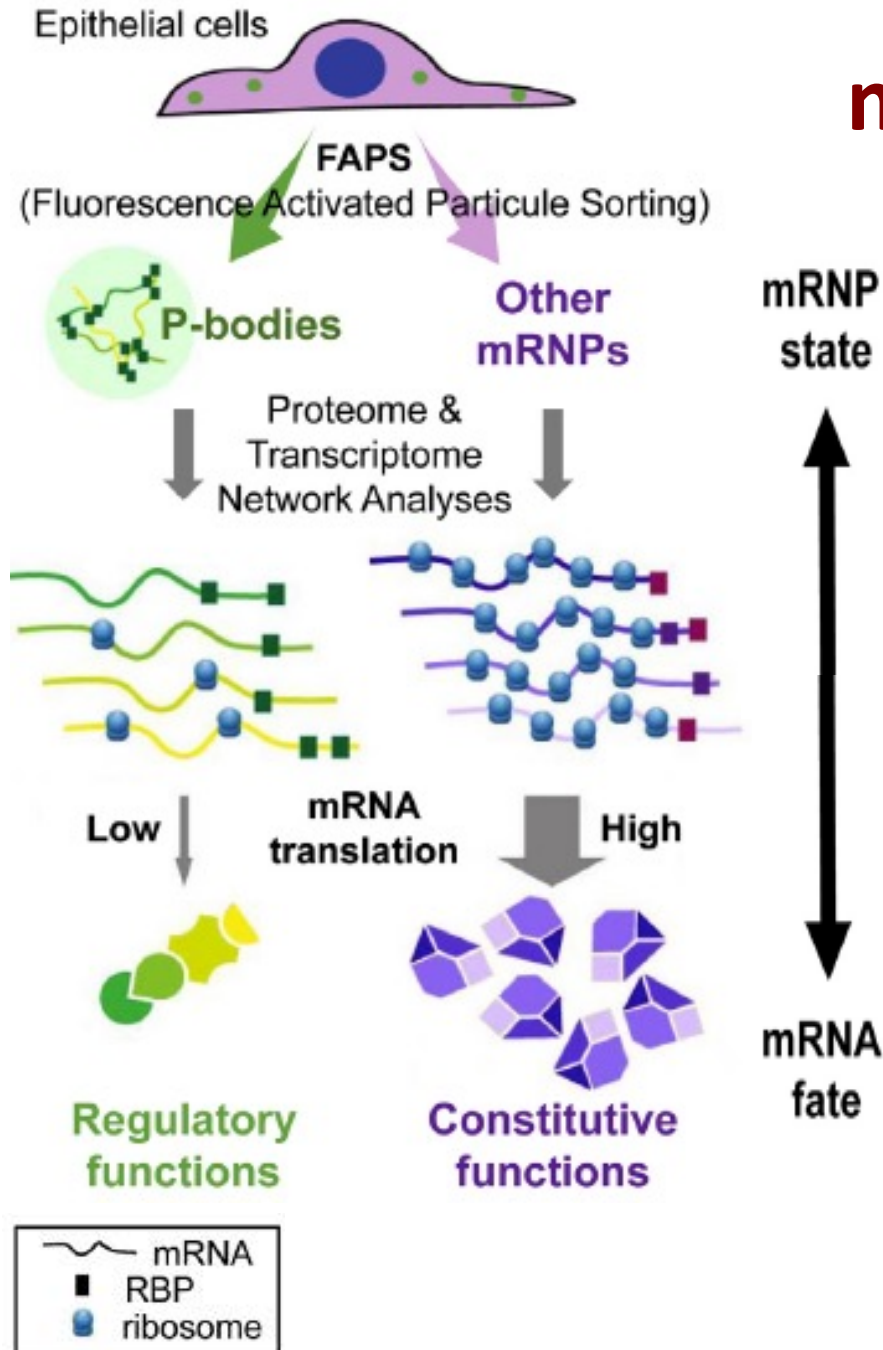 Epithelial cells
FAPS
(Fluorescence Activated Particule Sorting)
P-bodies
Other
mRNPs
mRNP
state
Proteome &
Transcriptome
Network Analyses
Low
mRNA
translation
High
mRNA
fate
Regulatory
functions
Constitutive
functions
mRNA
RBP
ribosome